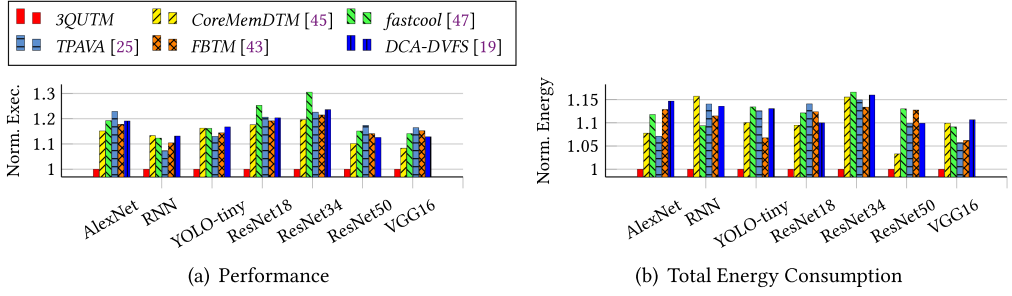 3QUTM CoreMemDTM [45] fastcool [47]
TPAVA [25] FBTM [43] DCA-DVFS [19]
Norm. Exec.
1.3
1.2
1.1
1
AlexNet
RNN
YOLO-tiny
ResNet18
ResNet34
ResNet50
VGG16
(a) Performance
Norm. Energy
1.15
1.1
1.05
1
AlexNet
RNN
YOLO-tiny
ResNet18
ResNet34
ResNet50
VGG16
(b) Total Energy Consumption